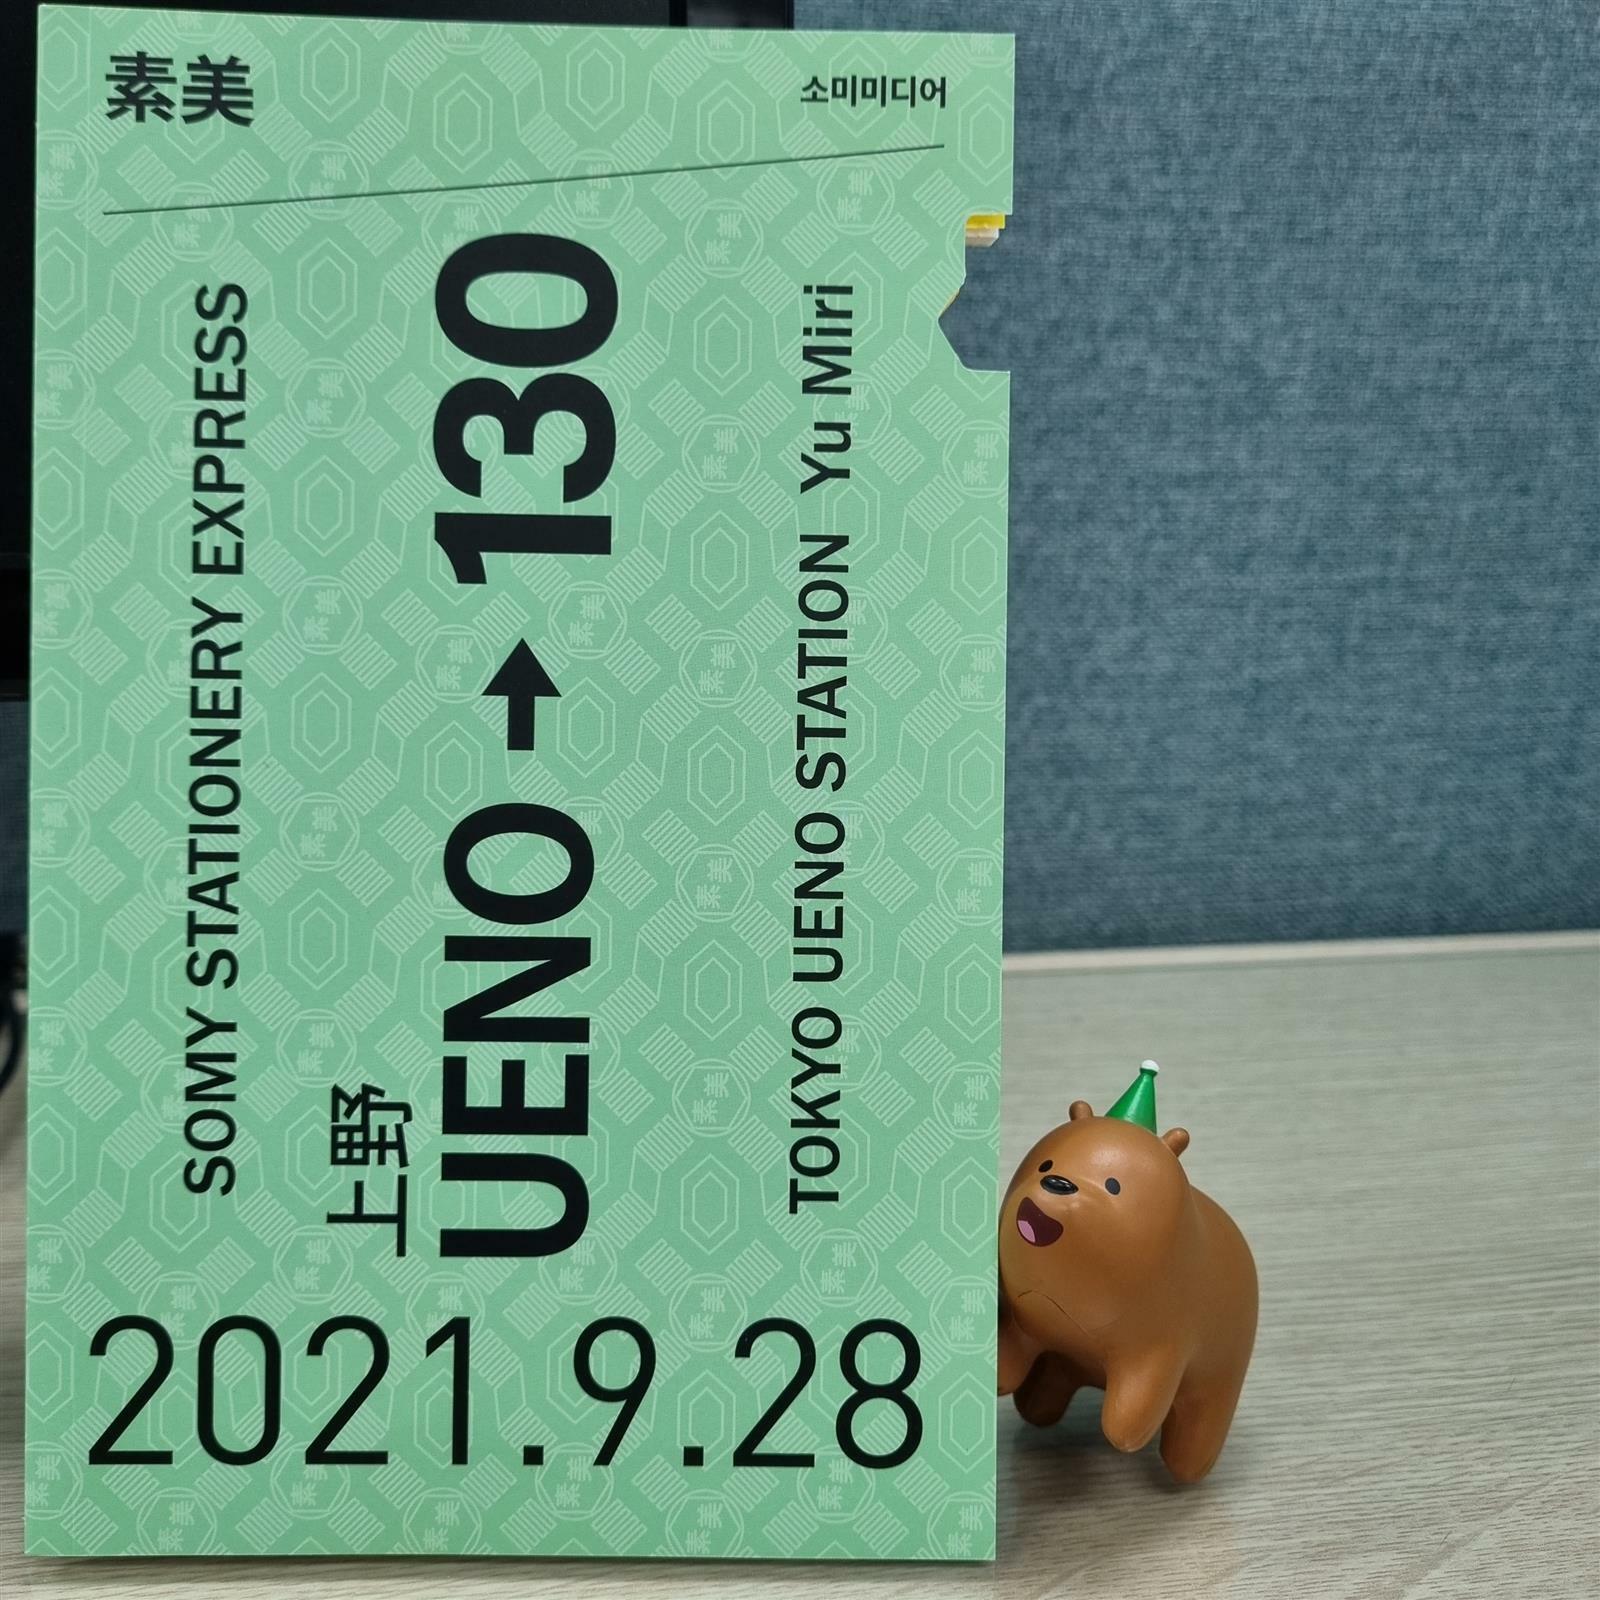 素美
소미미디어
SOMY STATIONERY EXPRESS
上野
UENO → 130
TOKYO UENO STATION Yu Miri
2021.9.28